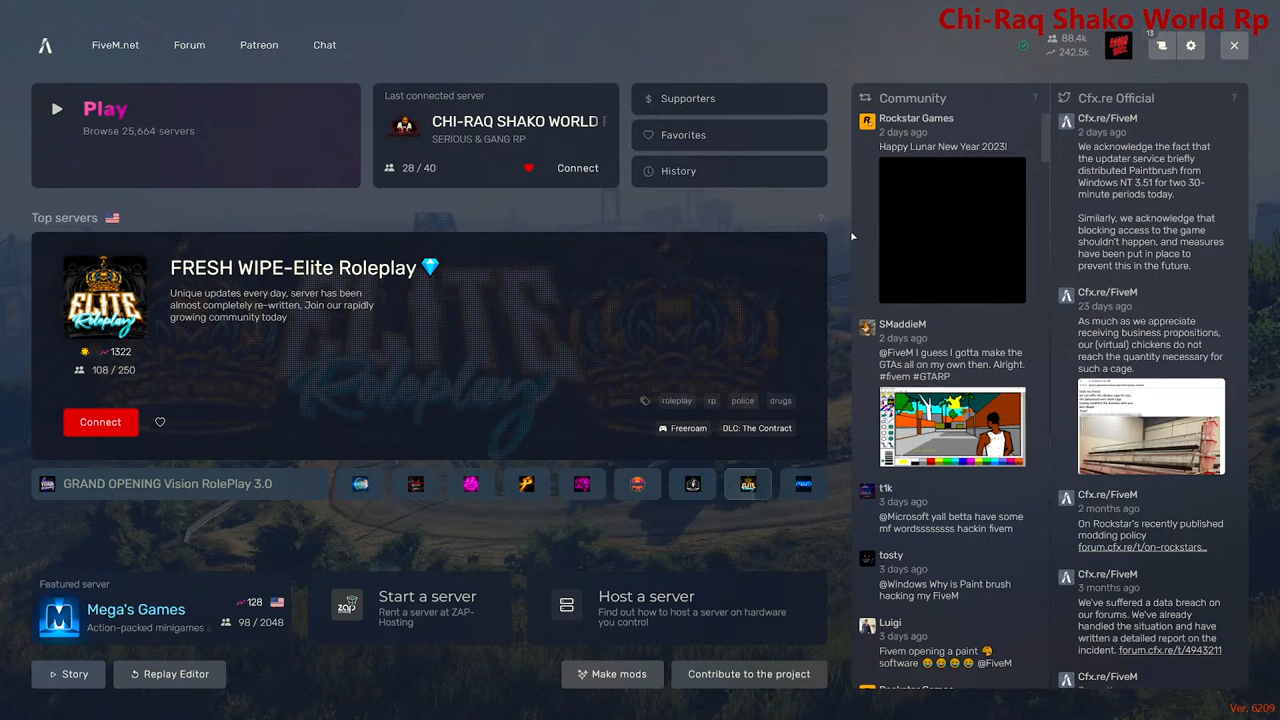 Chi-Raq Shako World Rp
FiveM.net
Forum
Patreon
Chat
88.4k
242.5k
13
Play
Browse 25,664 servers
Last connected server
CHI-RAQ SHAKO WORLD
SERIOUS & GANG RP
28 / 40
Connect
$ Supporters
Favorites
History
Top servers
?
ELITE
Roleplay
FRESH WIPE-Elite Roleplay 💎
Unique updates every day, server has been
almost completely re-written, Join our rapidly
growing community today
1322
108 / 250
Connect
roleplay
rp
police
drugs
Freeroam
DLC: The Contract
GRAND OPENING Vision RolePlay 3.0
Featured server
Mega's Games
Action-packed minigames
128
98 / 2048
ZAP
Start a server
Rent a server at ZAP-
Hosting
Host a server
Find out how to host a server on hardware
you control
Story
Replay Editor
Make mods
Contribute to the project
Community
?
Rockstar Games
2 days ago
Happy Lunar New Year 2023!
SMaddieM
2 days ago
@FiveM I guess I gotta make the
GTAs all on my own then. Alright.
#fivem #GTARP
t1k
3 days ago
@Microsoft yall betta have some
mf wordsssssss hackin fivem
tosty
3 days ago
@Windows Why is Paint brush
hacking my FiveM
Luigi
3 days ago
Fivem opening a paint 🎨
software 😂😂😂😂 @FiveM
Rockstar Games
Cfx.re Official
?
Cfx.re/FiveM
2 days ago
We acknowledge the fact that
the updater service briefly
distributed Paintbrush from
Windows NT 3.51 for two 30-
minute periods today.
Similarly, we acknowledge that
blocking access to the game
shouldn't happen, and measures
have been put in place to
prevent this in the future.
Cfx.re/FiveM
23 days ago
As much as we appreciate
receiving business propositions,
our (virtual) chickens do not
reach the quantity necessary for
such a cage.
Cfx.re/FiveM
2 months ago
On Rockstar's recently published
modding policy
forum.cfx.re/t/on-rockstars…
Cfx.re/FiveM
3 months ago
We've suffered a data breach on
our forums. We've already
handled the situation and have
written a detailed report on the
incident. forum.cfx.re/t/4943211
Cfx.re/FiveM
Ver. 6209